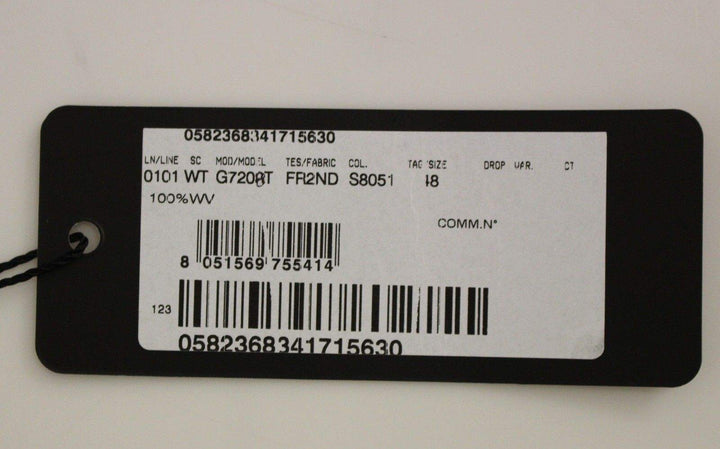 0582368341715630
LN/LINE SC MOD/MODEL TES/FABRIC COL. TAG/SIZE DROP VAR. CT
0101 WT FR2ND S8051
100%WV
COMM.N°
8 051569 755414
123
0582368341715630